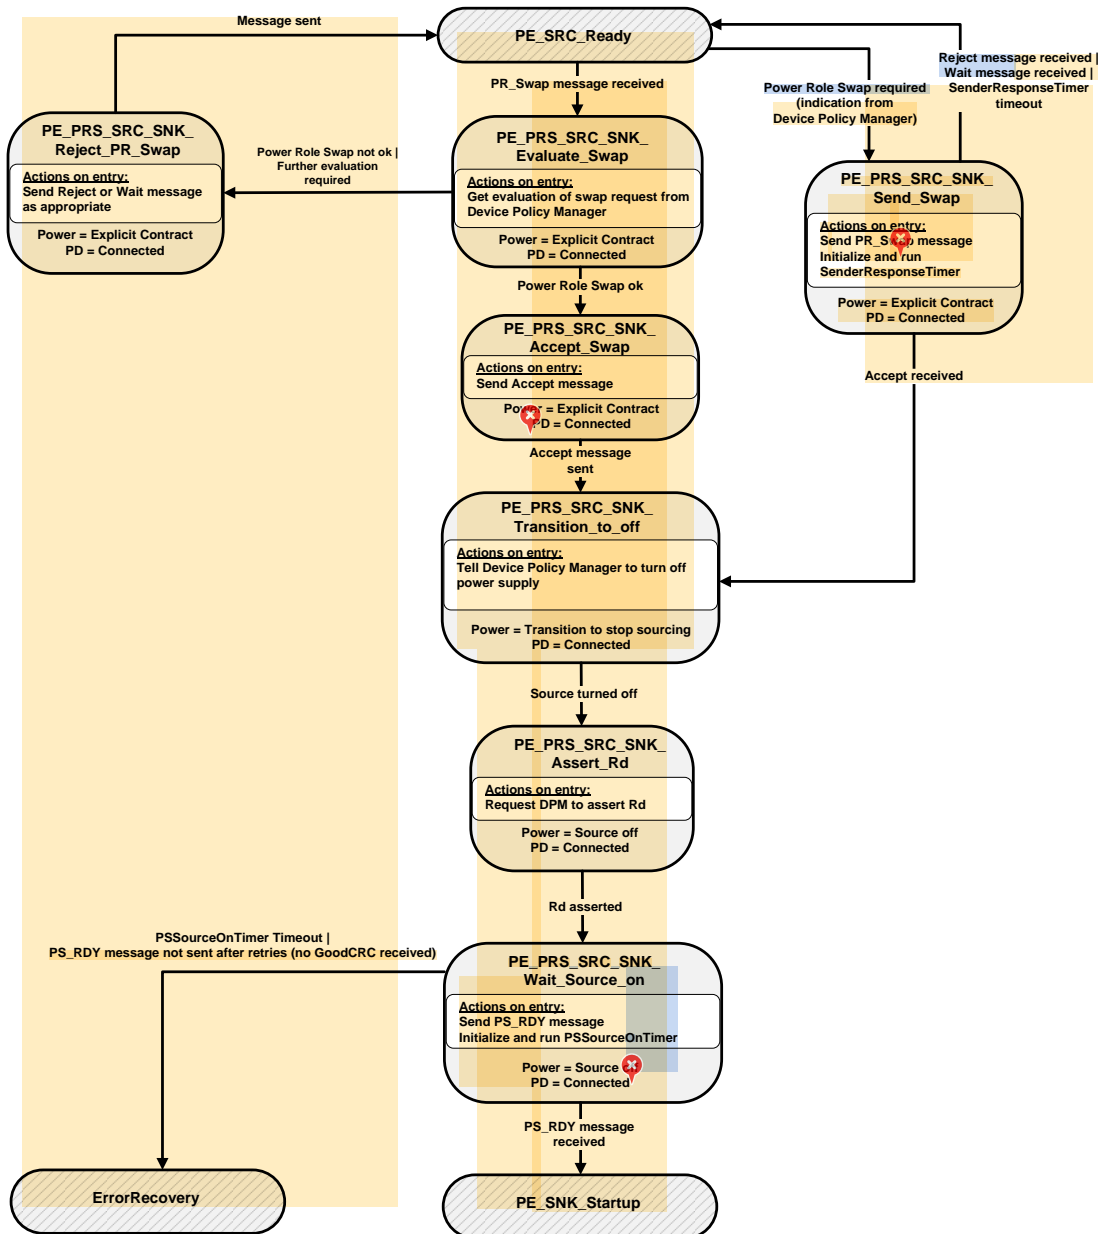 Message sent
PE_SRC_Ready
PR_Swap message received
Reject message received |
Wait message received |
SenderResponseTimer
timeout
Power Role Swap required
(indication from
Device Policy Manager)
PE_PRS_SRC_SNK_
Reject_PR_Swap
Actions on entry:
Send Reject or Wait message
as appropriate
Power = Explicit Contract
PD = Connected
Power Role Swap not ok |
Further evaluation
required
PE_PRS_SRC_SNK_
Evaluate_Swap
Actions on entry:
Get evaluation of swap request from
Device Policy Manager
Power = Explicit Contract
PD = Connected
PE_PRS_SRC_SNK_
Send_Swap
Actions on entry:
Send PR_Swap message
Initialize and run
SenderResponseTimer
Power = Explicit Contract
PD = Connected
Power Role Swap ok
PE_PRS_SRC_SNK_
Accept_Swap
Actions on entry:
Send Accept message
Power = Explicit Contract
PD = Connected
Accept received
Accept message
sent
PE_PRS_SRC_SNK_
Transition_to_off
Actions on entry:
Tell Device Policy Manager to turn off
power supply
Power = Transition to stop sourcing
PD = Connected
Source turned off
PE_PRS_SRC_SNK_
Assert_Rd
Actions on entry:
Request DPM to assert Rd
Power = Source off
PD = Connected
Rd asserted
PSSourceOnTimer Timeout |
PS_RDY message not sent after retries (no GoodCRC received)
PE_PRS_SRC_SNK_
Wait_Source_on
Actions on entry:
Send PS_RDY message
Initialize and run PSSourceOnTimer
Power = Source off
PD = Connected
PS_RDY message
received
ErrorRecovery
PE_SNK_Startup